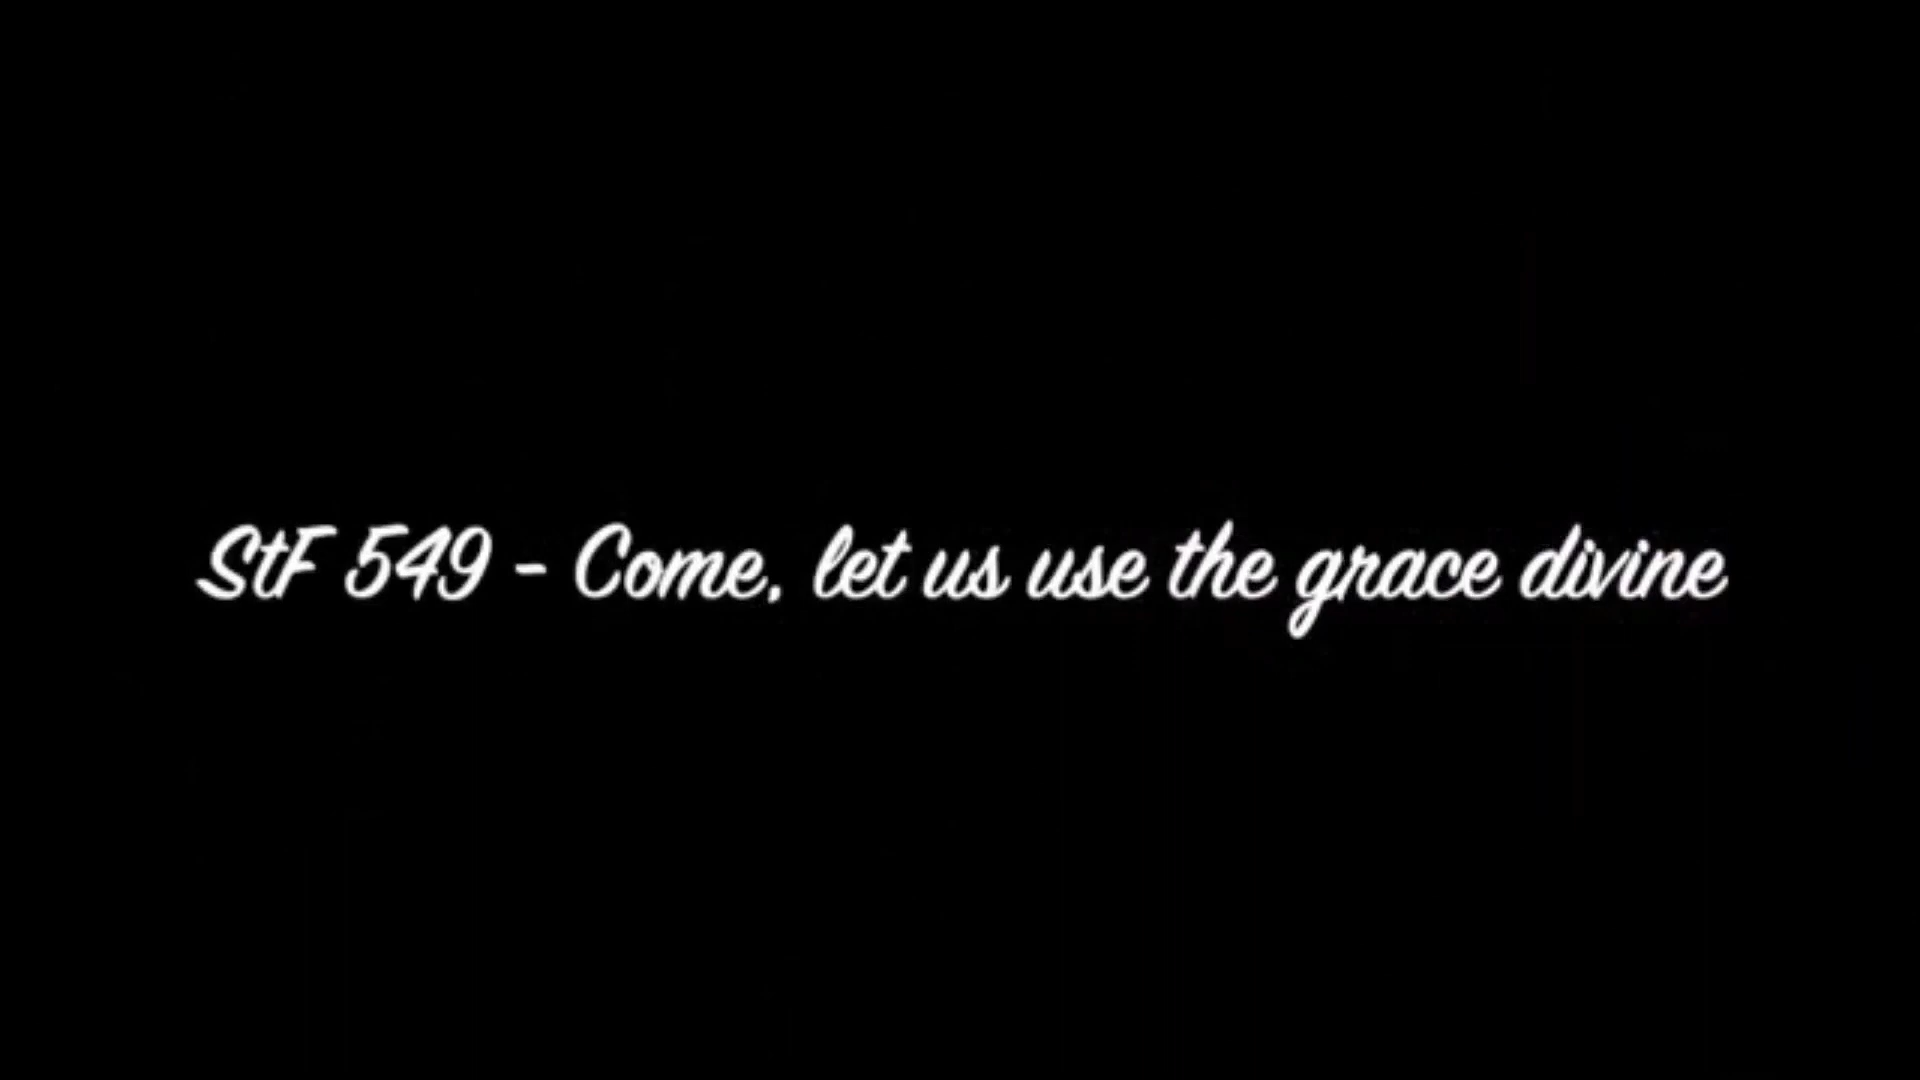 StF 549 - Come, let us use the grace divine